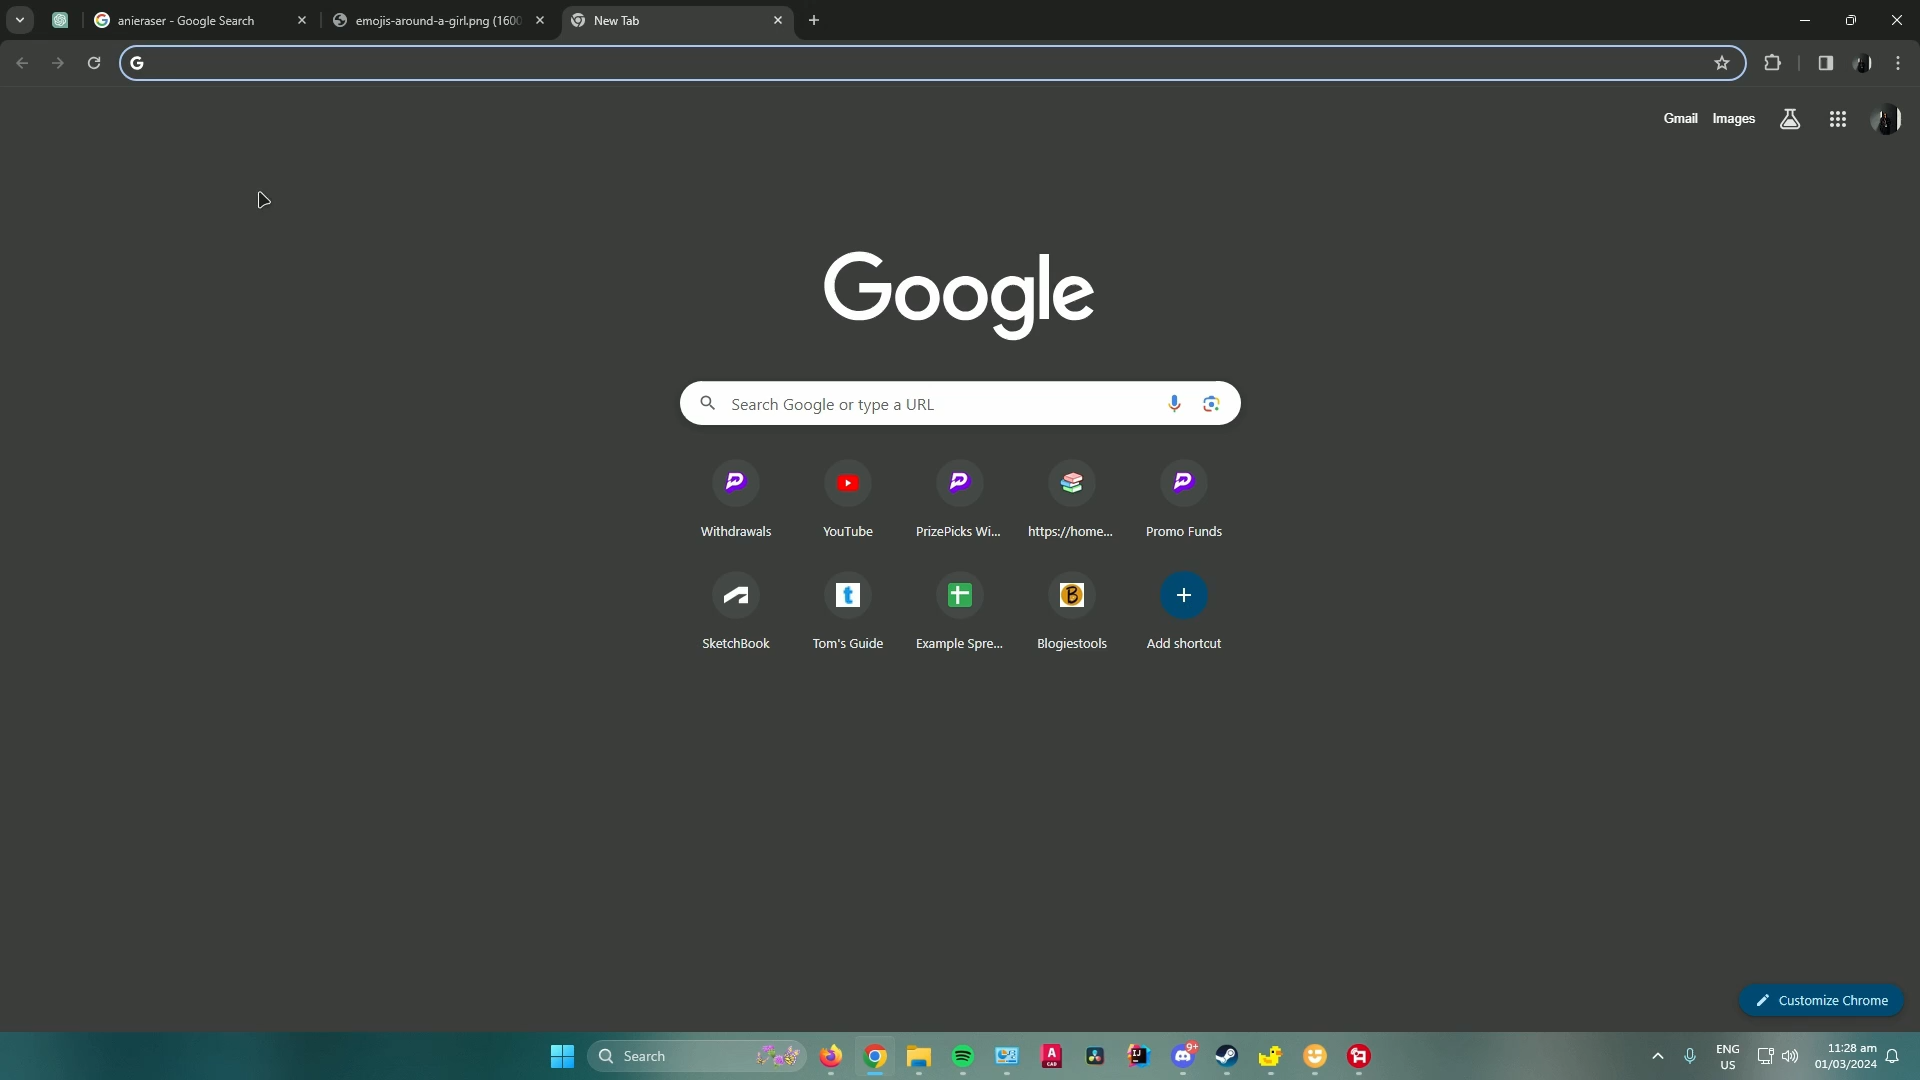 anieraser - Google Search
emojis-around-a-girl.png (1600
New Tab
Gmail
Images
Google
Search Google or type a URL
Withdrawals
YouTube
PrizePicks Wi...
https://home...
Promo Funds
SketchBook
Tom's Guide
Example Spre...
Blogiestools
Add shortcut
Customize Chrome
Search
9+
ENG
US
11:28 am
01/03/2024